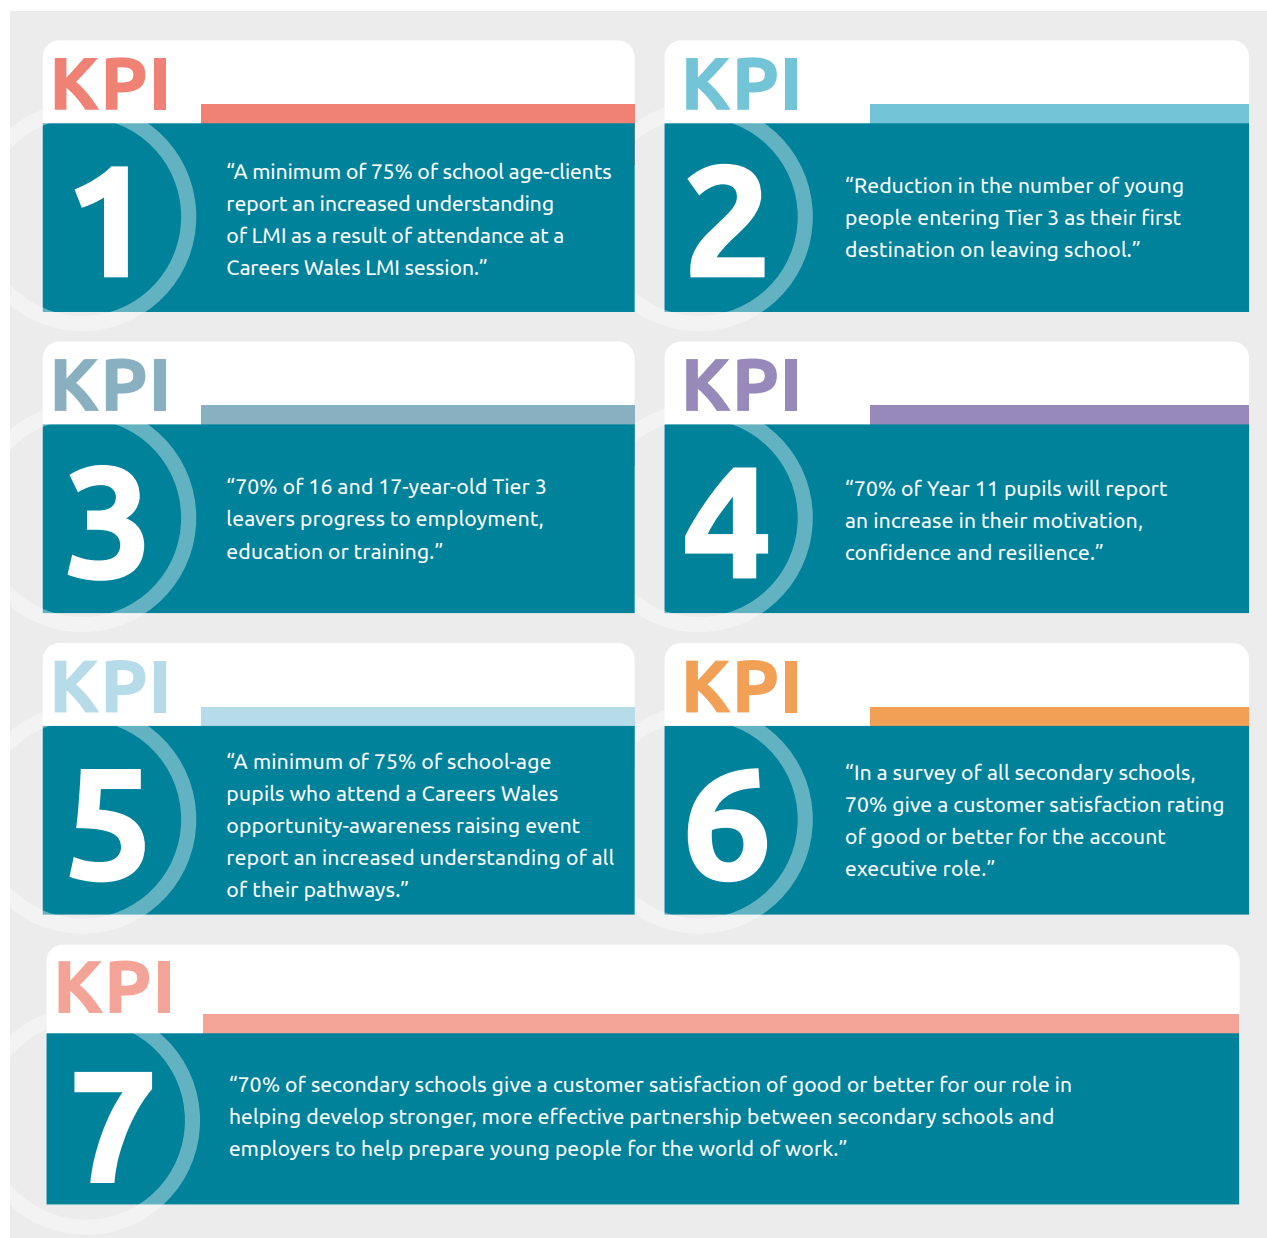 KPI
1
“A minimum of 75% of school age-clients
report an increased understanding
of LMI as a result of attendance at a
Careers Wales LMI session.”
KPI
2
“Reduction in the number of young
people entering Tier 3 as their first
destination on leaving school.”
KPI
3
“70% of 16 and 17-year-old Tier 3
leavers progress to employment,
education or training.”
KPI
4
“70% of Year 11 pupils will report
an increase in their motivation,
confidence and resilience.”
KPI
5
“A minimum of 75% of school-age
pupils who attend a Careers Wales
opportunity-awareness raising event
report an increased understanding of all
of their pathways.”
KPI
6
“In a survey of all secondary schools,
70% give a customer satisfaction rating
of good or better for the account
executive role.”
KPI
7
“70% of secondary schools give a customer satisfaction of good or better for our role in
helping develop stronger, more effective partnership between secondary schools and
employers to help prepare young people for the world of work.”